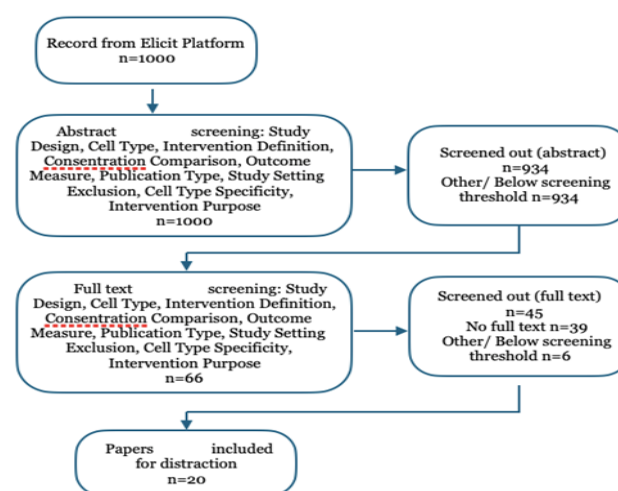 Record from Elicit Platform
n=1000
Abstract screening: Study
Design, Cell Type, Intervention Definition,
Consentration Comparison, Outcome
Measure, Publication Type, Study Setting
Exclusion, Cell Type Specificity,
Intervention Purpose
n=1000
Screened out (abstract)
n=934
Other/ Below screening
threshold n=934
Full text screening: Study
Design, Cell Type, Intervention Definition,
Consentration Comparison, Outcome
Measure, Publication Type, Study Setting
Exclusion, Cell Type Specificity,
Intervention Purpose
n=66
Screened out (full text)
n=45
No full text n=39
Other/ Below screening
threshold n=6
Papers included
for distraction
n=20